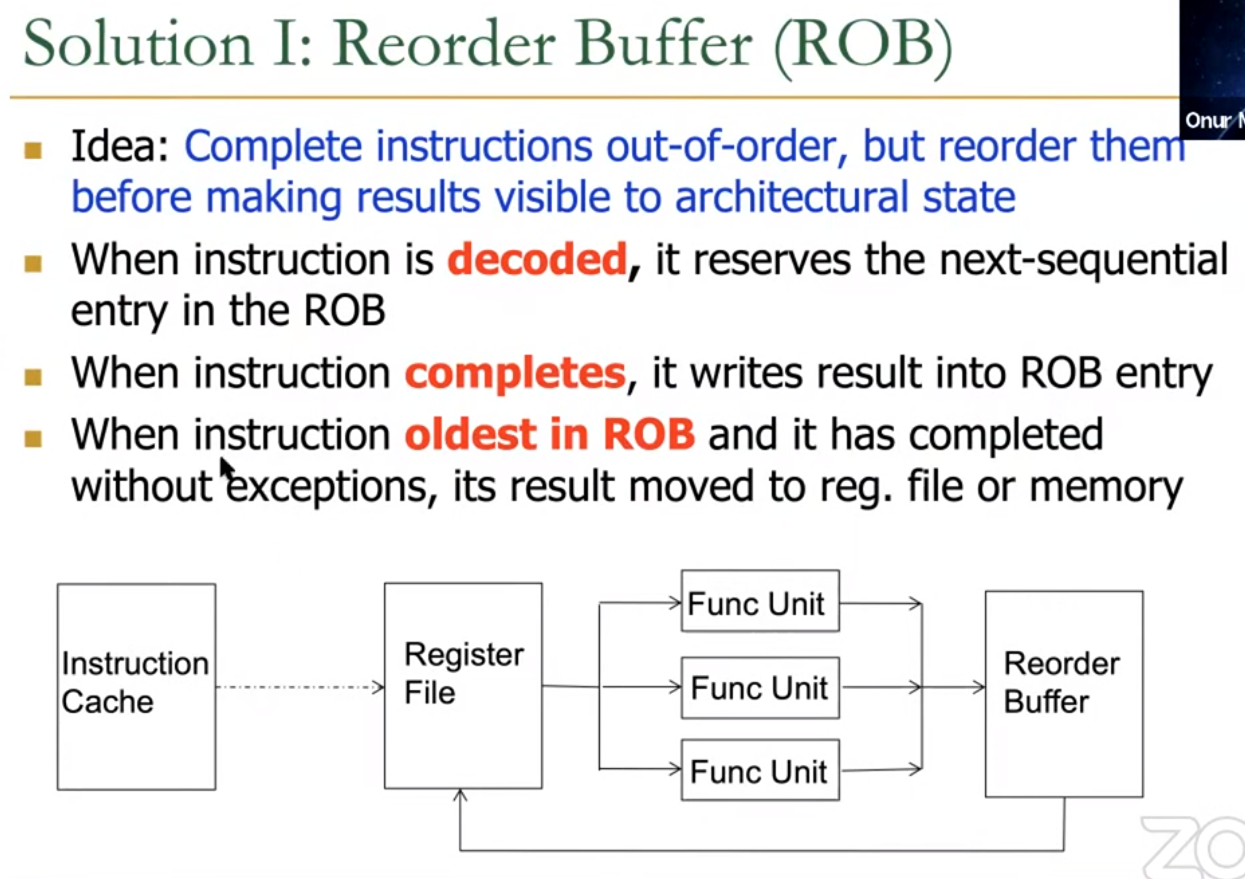 Solution I: Reorder Buffer (ROB)
Onur
Idea: Complete instructions out-of-order, but reorder them
before making results visible to architectural state
When instruction is decoded, it reserves the next-sequential
entry in the ROB
When instruction completes, it writes result into ROB entry
When instruction oldest in ROB and it has completed
without exceptions, its result moved to reg. file or memory
Instruction
Cache
Register
File
Func Unit
Func Unit
Func Unit
Reorder
Buffer